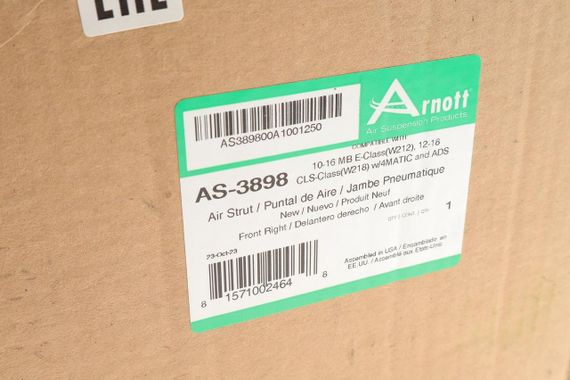 Arnott
Air Suspension Products
AS389800A1001250
COMPATIBLE WITH
10-16 MB E-Class(W212), 12-16
CLS-Class(W218) w/4MATIC and ADS
AS-3898
Air Strut / Puntal de Aire / Jambe Pneumatique
New / Nuevo / Produit Neuf
Front Right / Delantero derecho / Avant droite
1
23-Oct-23
Assembled in USA / Ensamblade en
EE.UU. / Assemblé aux Etats-Unis
8 1571002464 8